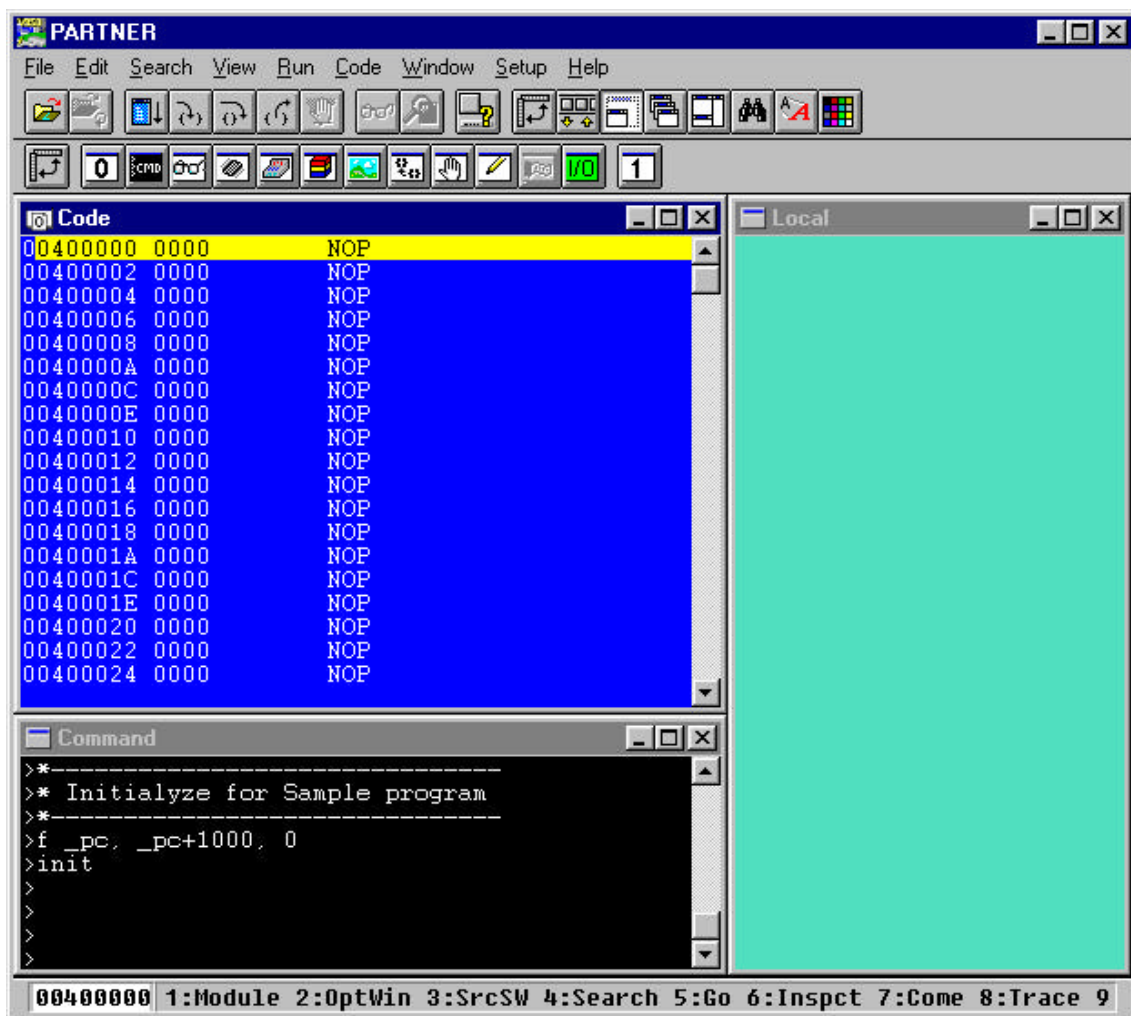 PARTNER
File Edit Search View Run Code Window Setup Help
0 CMD I/O 1
Code
00400000 0000 NOP
00400002 0000 NOP
00400004 0000 NOP
00400006 0000 NOP
00400008 0000 NOP
0040000A 0000 NOP
0040000C 0000 NOP
0040000E 0000 NOP
00400010 0000 NOP
00400012 0000 NOP
00400014 0000 NOP
00400016 0000 NOP
00400018 0000 NOP
0040001A 0000 NOP
0040001C 0000 NOP
0040001E 0000 NOP
00400020 0000 NOP
00400022 0000 NOP
00400024 0000 NOP
Command
>*-------------------------------
>* Initialyze for Sample program
>*-------------------------------
>f _pc, _pc+1000, 0
>init
>
>
>
>
Local
00400000 1:Module 2:OptWin 3:SrcSW 4:Search 5:Go 6:Inspct 7:Come 8:Trace 9